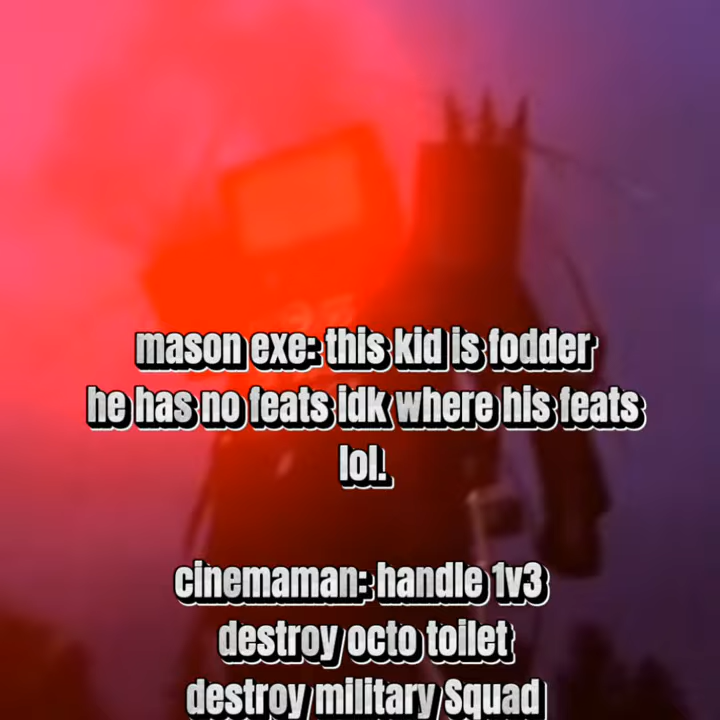 mason exe: this kid is fodder
he has no feats idk where his feats
lol.
cinemaman: handle 1v3
destroy octo toilet
destroy military Squad